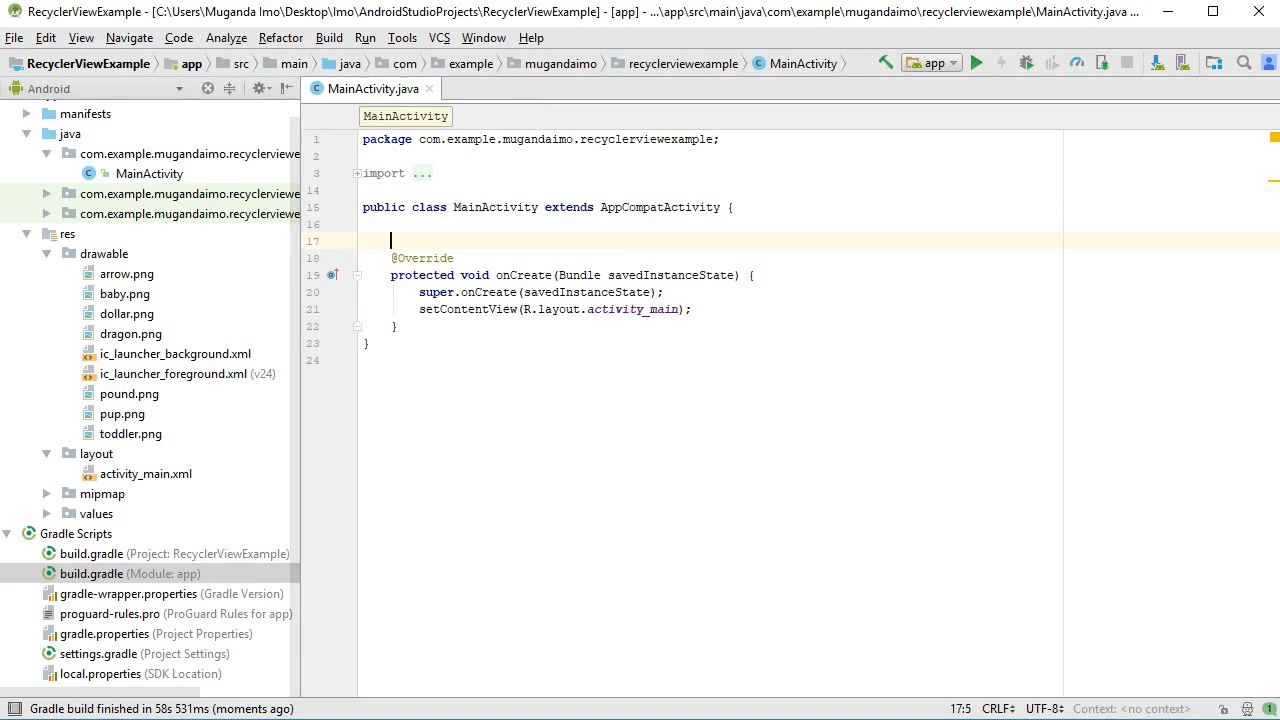 RecyclerViewExample - [C:\Users\Muganda Imo\Desktop\Imo\AndroidStudioProjects\RecyclerViewExample] - [app] - ...\app\src\main\java\com\example\mugandaimo\recyclerviewexample\MainActivity.java ...
File Edit View Navigate Code Analyze Refactor Build Run Tools VCS Window Help
RecyclerViewExample app src main java com example mugandaimo recyclerviewexample MainActivity app
Android MainActivity.java
manifests
MainActivity
java
com.example.mugandaimo.recyclerviewe
MainActivity
com.example.mugandaimo.recyclerviewe
com.example.mugandaimo.recyclerviewe
res
drawable
arrow.png
baby.png
dollar.png
dragon.png
ic_launcher_background.xml
ic_launcher_foreground.xml (v24)
pound.png
pup.png
toddler.png
layout
activity_main.xml
mipmap
values
Gradle Scripts
build.gradle (Project: RecyclerViewExample)
build.gradle (Module: app)
gradle-wrapper.properties (Gradle Version)
proguard-rules.pro (ProGuard Rules for app)
gradle.properties (Project Properties)
settings.gradle (Project Settings)
local.properties (SDK Location)
1 package com.example.mugandaimo.recyclerviewexample;
2
3 import ...
14
15 public class MainActivity extends AppCompatActivity {
16
17
18 @Override
19 protected void onCreate(Bundle savedInstanceState) {
20 super.onCreate(savedInstanceState);
21 setContentView(R.layout.activity_main);
22 }
23 }
24
Gradle build finished in 58s 531ms (moments ago) 17:5 CRLF UTF-8 Context: <no context> 1